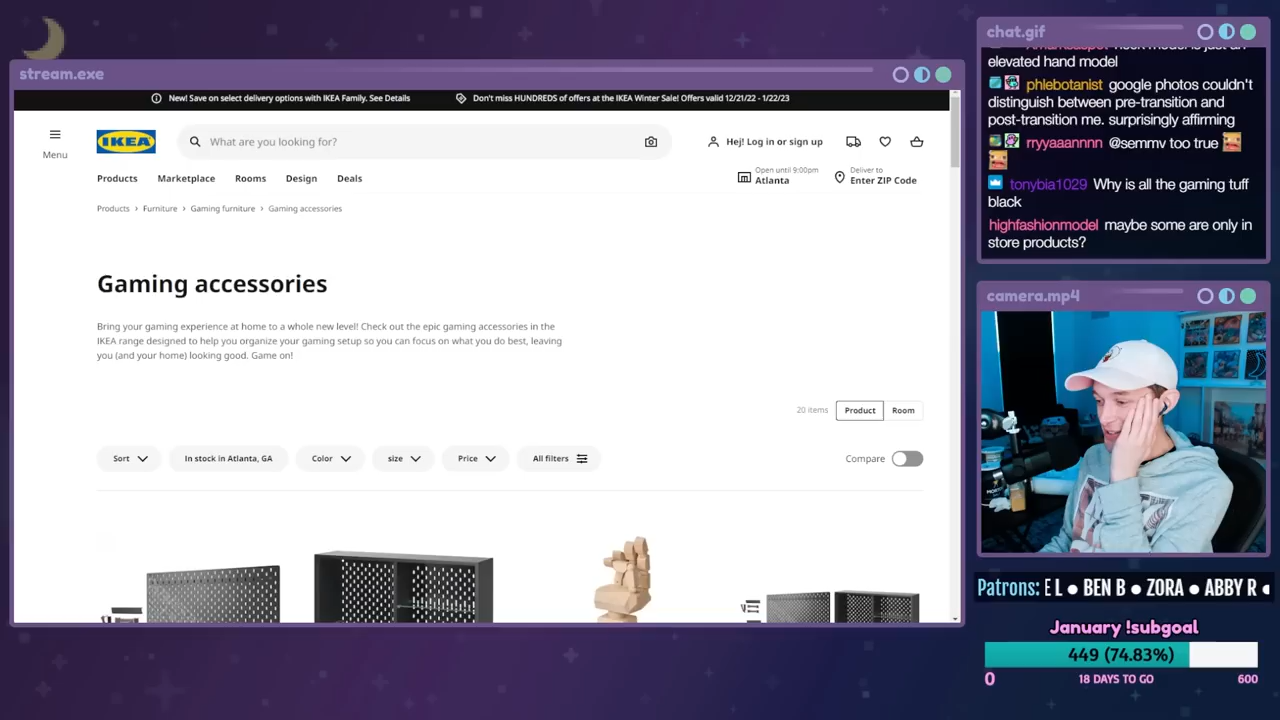 stream.exe
New! Save on select delivery options with IKEA Family. See Details
Don't miss HUNDREDS of offers at the IKEA Winter Sale! Offers valid 12/21/22 - 1/22/23
Menu
IKEA
What are you looking for?
Hej! Log in or sign up
Products
Marketplace
Rooms
Design
Deals
Open until 9:00pm
Atlanta
Deliver to
Enter ZIP Code
Products > Furniture > Gaming furniture > Gaming accessories
Gaming accessories
Bring your gaming experience at home to a whole new level! Check out the epic gaming accessories in the
IKEA range designed to help you organize your gaming setup so you can focus on what you do best, leaving
you (and your home) looking good. Game on!
20 items
Product
Room
Sort
In stock in Atlanta, GA
Color
size
Price
All filters
Compare
chat.gif
elevated hand model
phlebotanist google photos couldn't
distinguish between pre-transition and
post-transition me. surprisingly affirming
rryyaaannnn @semmv too true
tonybia1029 Why is all the gaming tuff
black
highfashionmodel maybe some are only in
store products?
camera.mp4
Patrons: E L ● BEN B ● ZORA ● ABBY R ●
January !subgoal
449 (74.83%)
0
18 DAYS TO GO
600